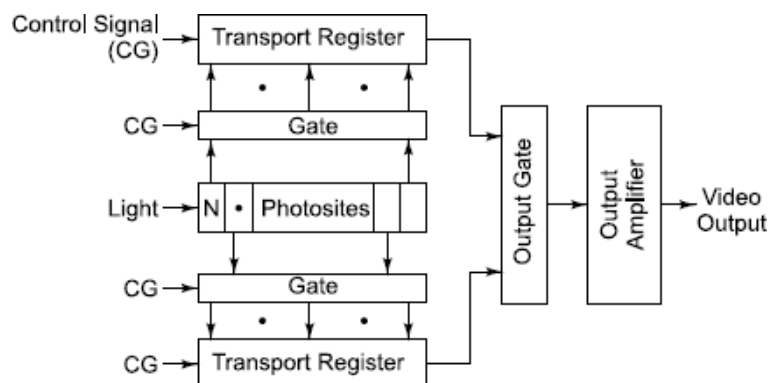 Control Signal
(CG)
Transport Register
CG
Gate
Light
N
Photosites
CG
Gate
CG
Transport Register
Output Gate
Output
Amplifier
Video
Output